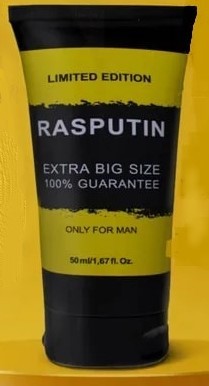 LIMITED EDITION
RASPUTIN
EXTRA BIG SIZE
100% GUARANTEE
ONLY FOR MAN
50 ml/1,67 fl. Oz.